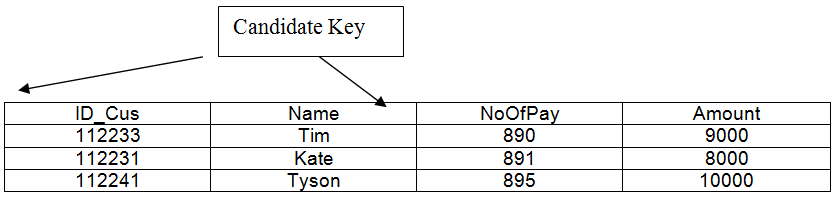 Candidate Key
ID_Cus Name NoOfPay Amount
112233 Tim 890 9000
112231 Kate 891 8000
112241 Tyson 895 10000